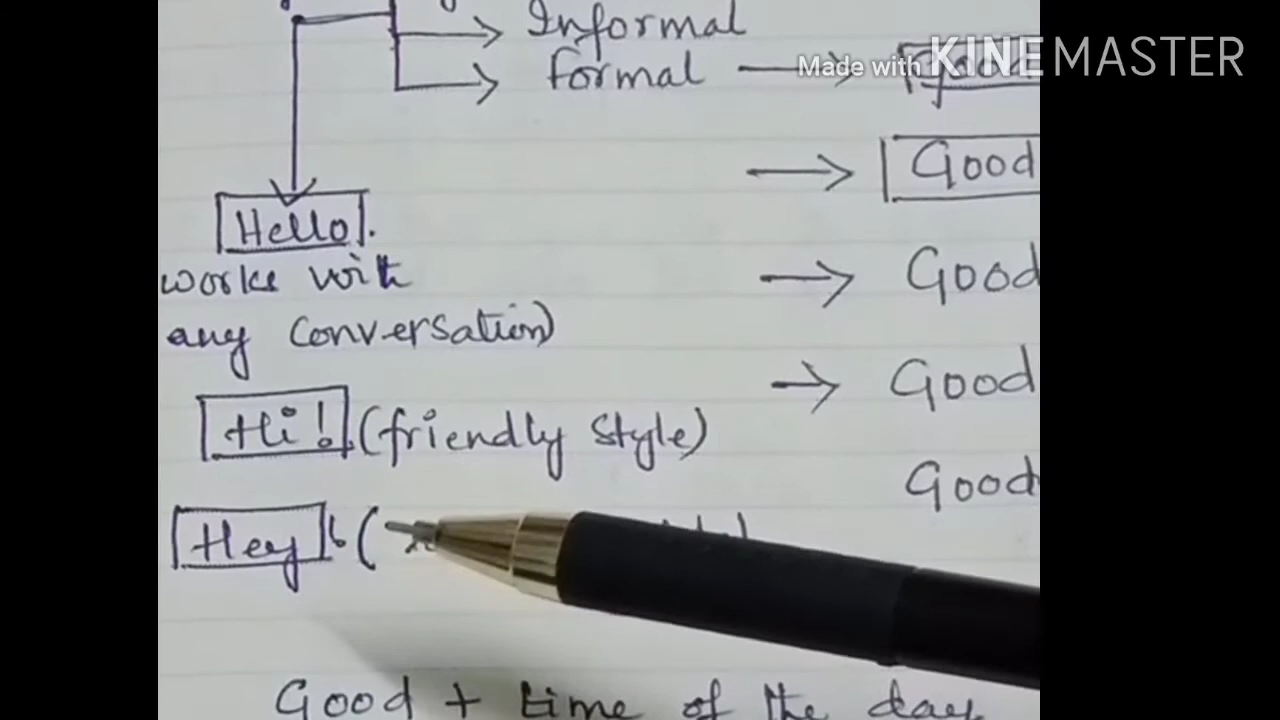 Informal
Formal
Made with KINEMASTER
Good
Hello.
works with
Good
any Conversation)
Good
Hi! (friendly style)
Good
Hey (
Good + time of the day